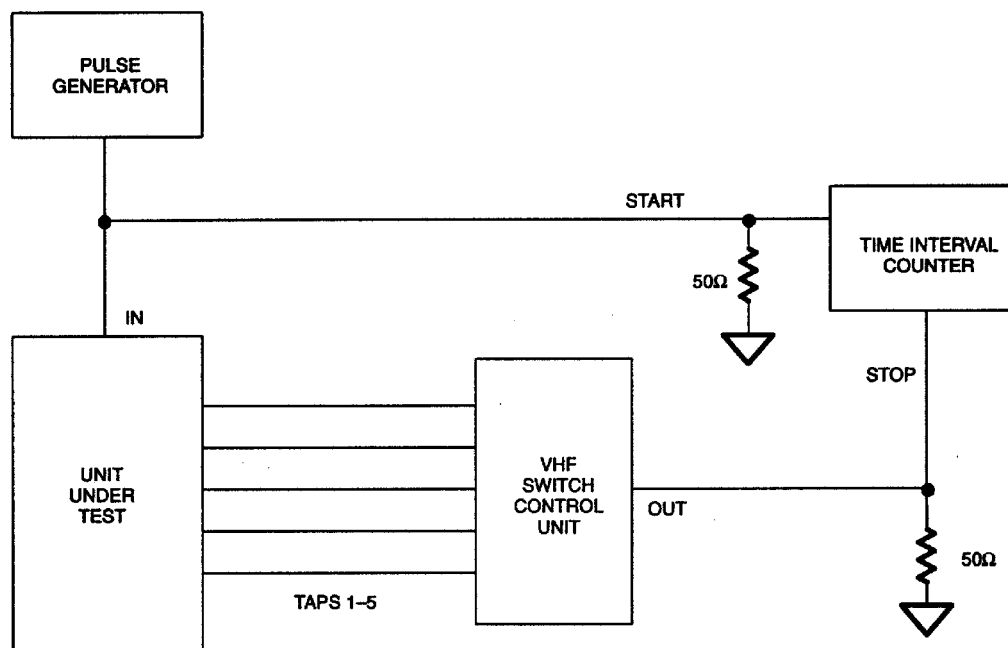 PULSE
GENERATOR
START
TIME INTERVAL
COUNTER
50Ω
IN
STOP
UNIT
UNDER
TEST
VHF
SWITCH
CONTROL
UNIT
OUT
50Ω
TAPS 1–5